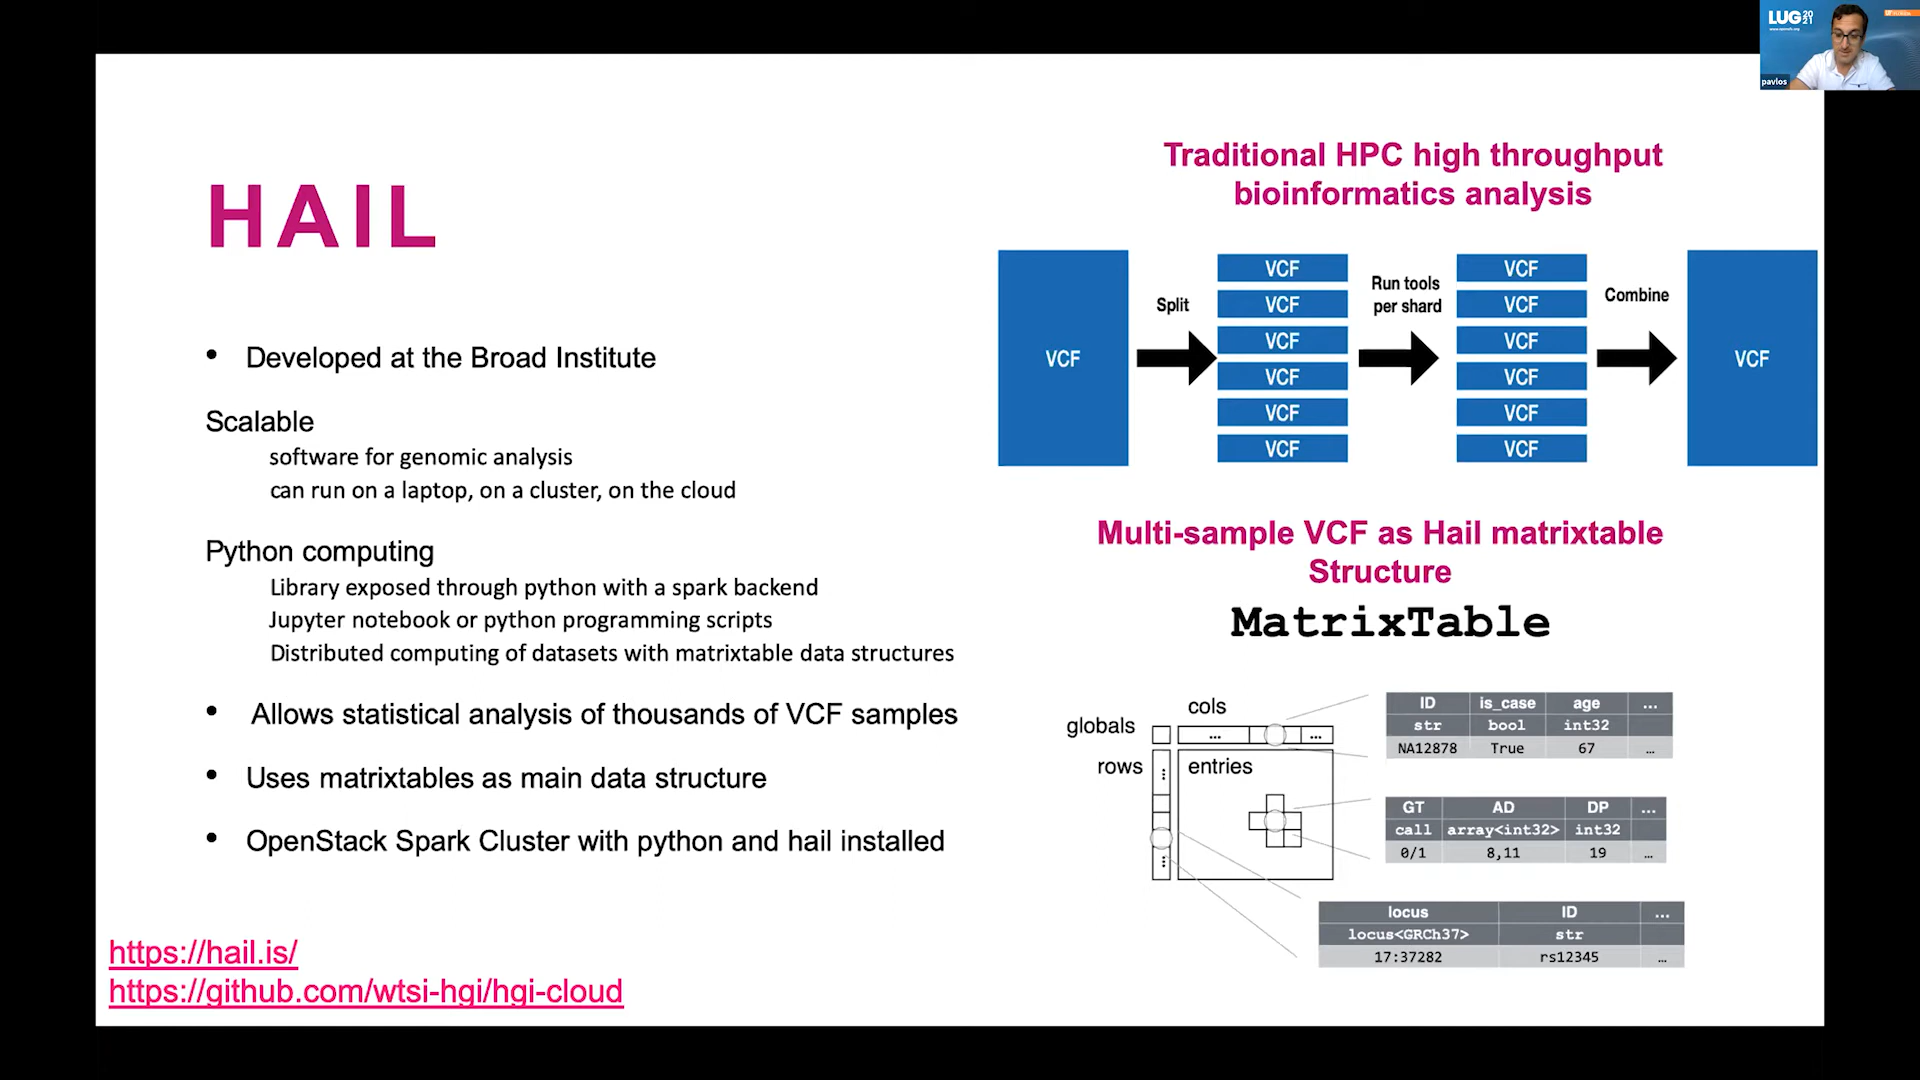 LUG 20 21
pavlos
HAIL
• Developed at the Broad Institute
Scalable
software for genomic analysis
can run on a laptop, on a cluster, on the cloud
Python computing
Library exposed through python with a spark backend
Jupyter notebook or python programming scripts
Distributed computing of datasets with matrixtable data structures
• Allows statistical analysis of thousands of VCF samples
• Uses matrixtables as main data structure
• OpenStack Spark Cluster with python and hail installed
https://hail.is/
https://github.com/wtsi-hgi/hgi-cloud
Traditional HPC high throughput
bioinformatics analysis
VCF
Split
VCF
VCF
VCF
VCF
VCF
VCF
Run tools
per shard
VCF
VCF
VCF
VCF
VCF
VCF
Combine
VCF
Multi-sample VCF as Hail matrixtable
Structure
MatrixTable
globals
cols
... ...
rows
entries
ID is_case age ...
str bool int32
NA12878 True 67 …
GT AD DP ...
call array<int32> int32
0/1 8,11 19 …
locus ID ...
locus<GRCh37> str
17:37282 rs12345 …